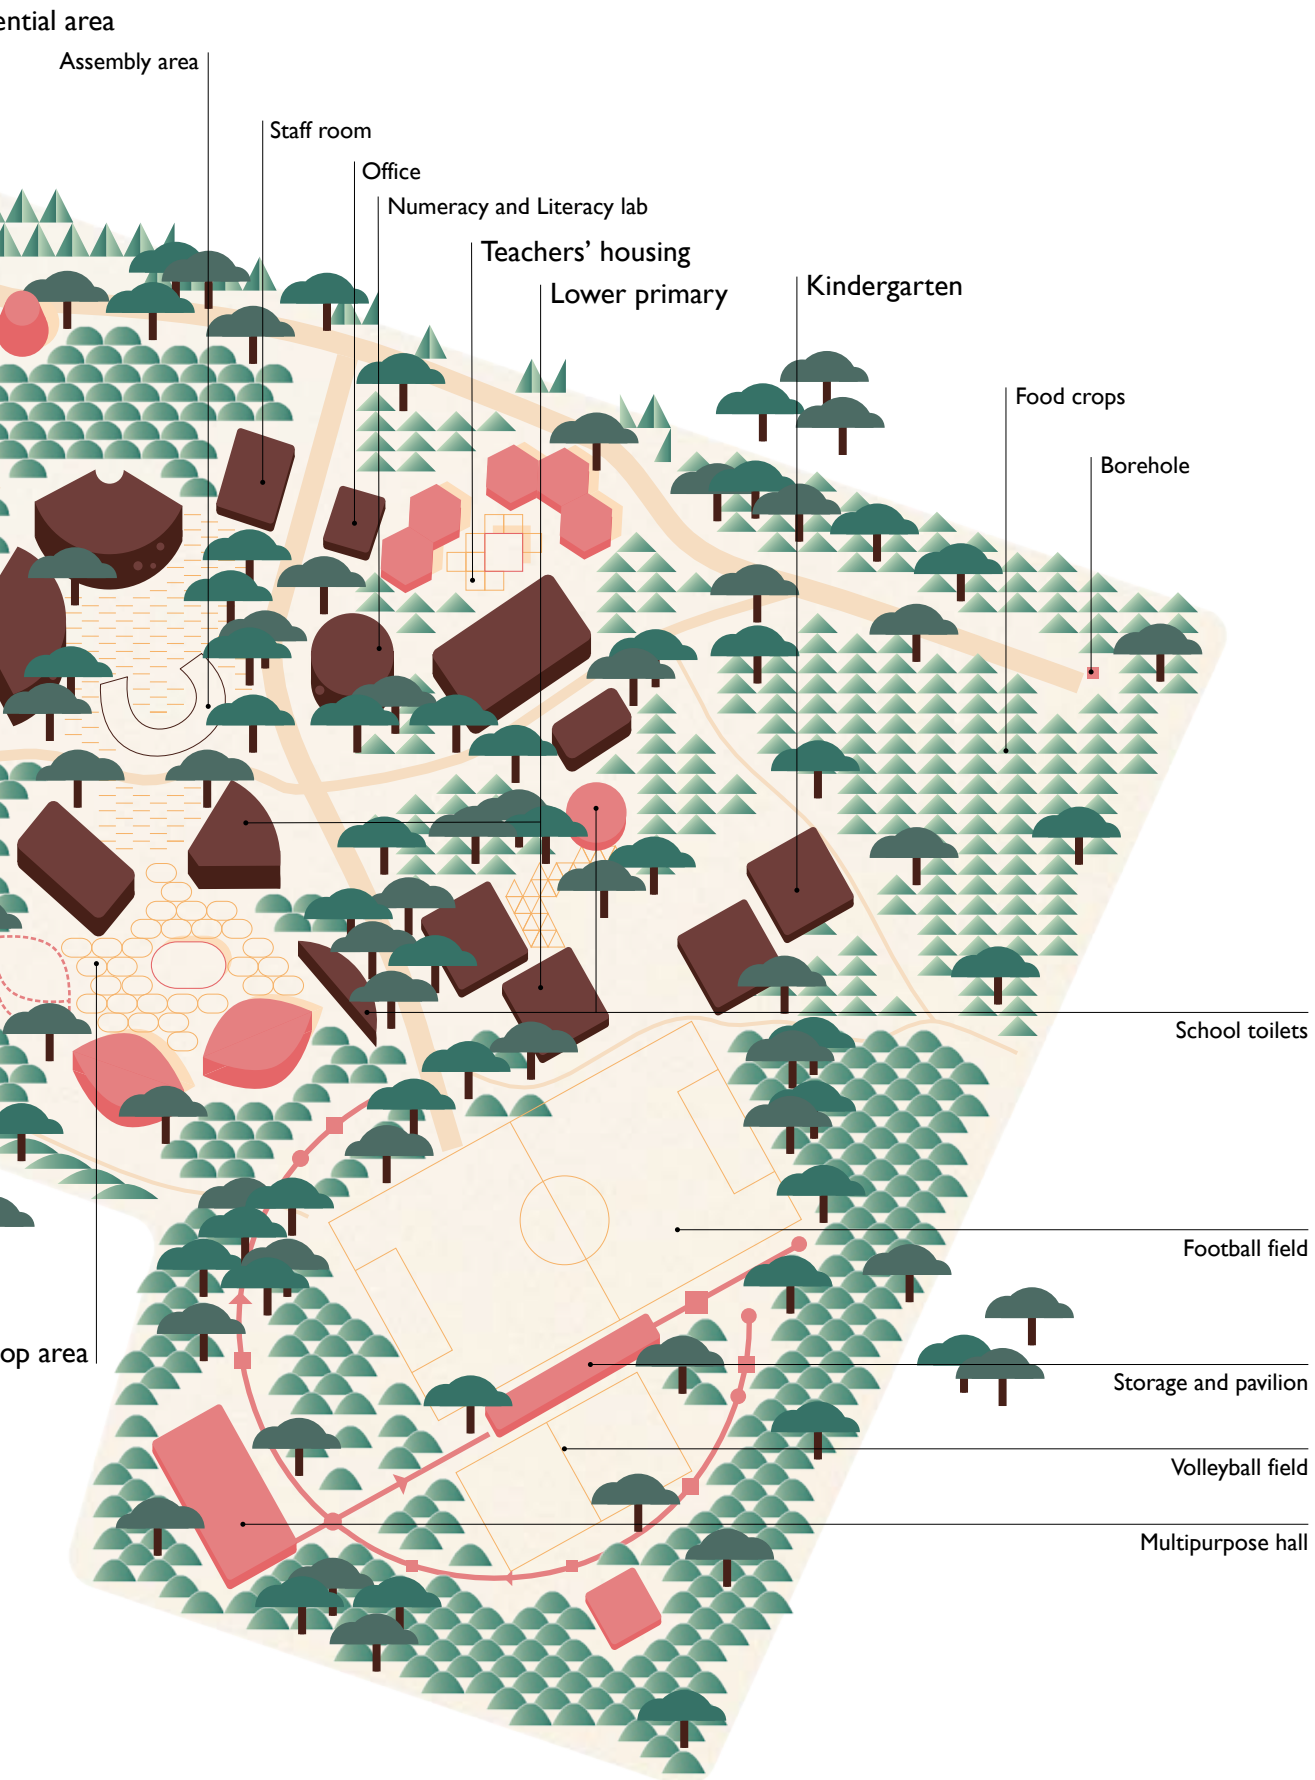 ential area
Assembly area
Staff room
Office
Numeracy and Literacy lab
Teachers’ housing
Lower primary
Kindergarten
Food crops
Borehole
School toilets
Football field
op area
Storage and pavilion
Volleyball field
Multipurpose hall